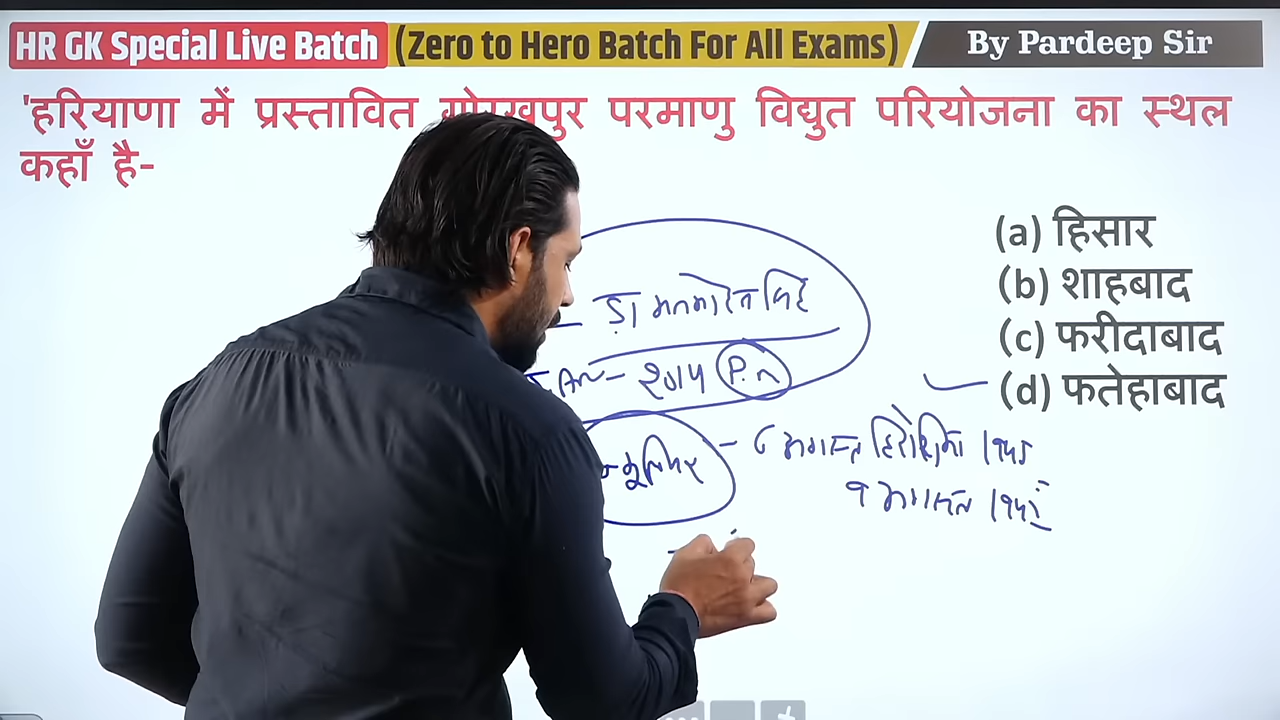 HR GK Special Live Batch (Zero to Hero Batch For All Exams) By Pardeep Sir
'हरियाणा में प्रस्तावित गोरखपुर परमाणु विद्युत परियोजना का स्थल
कहाँ है-
(a) हिसार
(b) शाहबाद
(c) फरीदाबाद
(d) फतेहाबाद
डा मनमोहन सिंह
२०१५ P.M
6 अगस्त हिरोशिमा 1945
9 अगस्त 1945